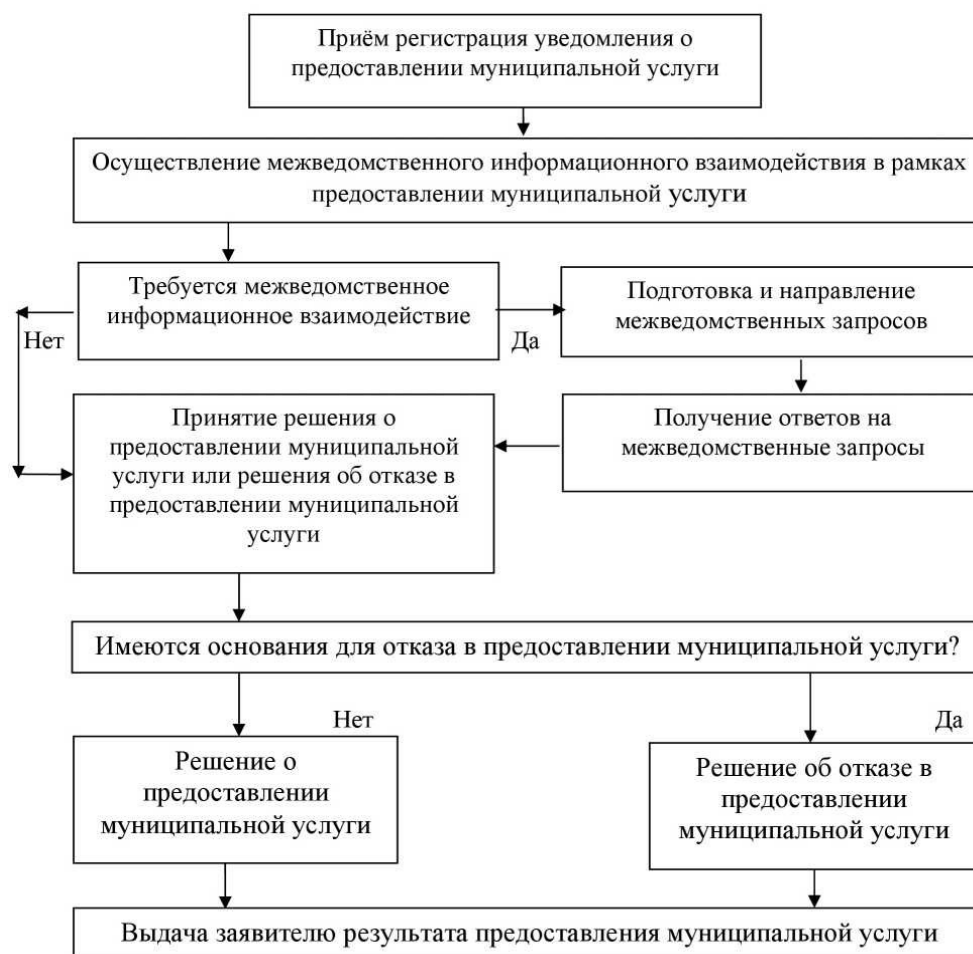 Приём регистрация уведомления о
предоставлении муниципальной услуги
Осуществление межведомственного информационного взаимодействия в рамках
предоставлении муниципальной услуги
Требуется межведомственное
информационное взаимодействие
Подготовка и направление
межведомственных запросов
Нет
Да
Принятие решения о
предоставлении муниципальной
услуги или решения об отказе в
предоставлении муниципальной
услуги
Получение ответов на
межведомственные запросы
Имеются основания для отказа в предоставлении муниципальной услуги?
Нет
Да
Решение о
предоставлении
муниципальной услуги
Решение об отказе в
предоставлении
муниципальной услуги
Выдача заявителю результата предоставления муниципальной услуги